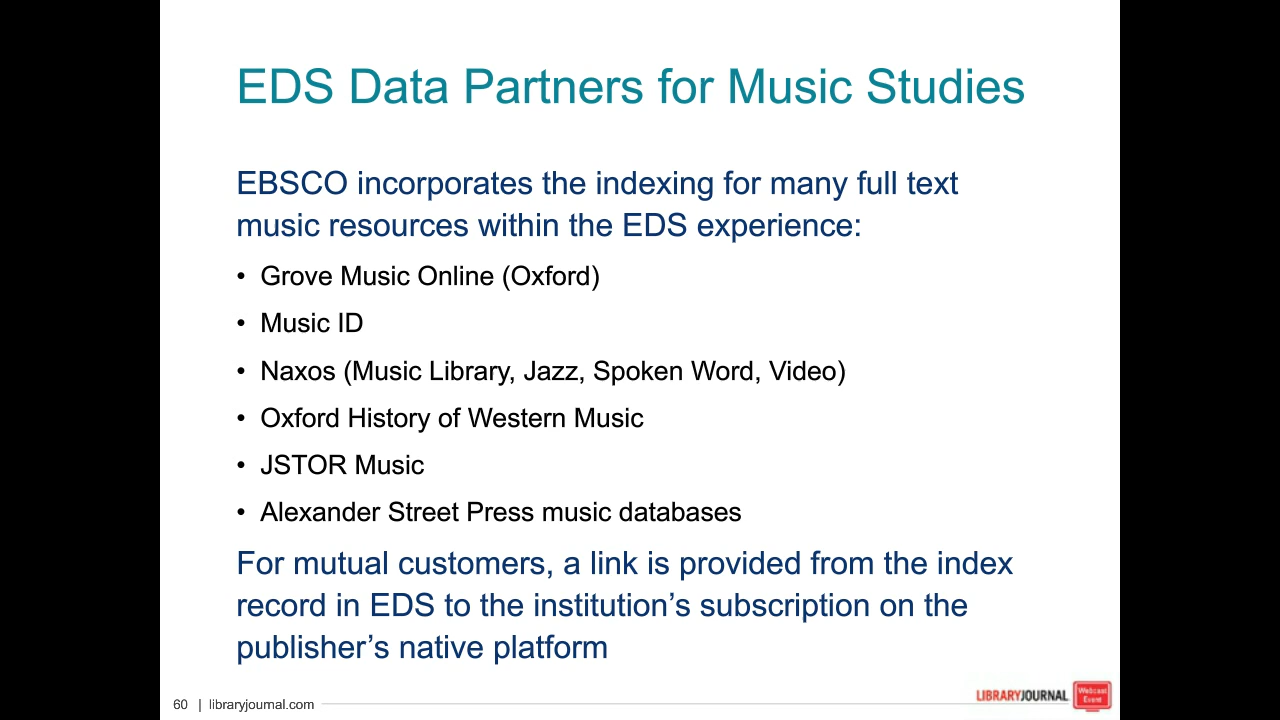 EDS Data Partners for Music Studies
EBSCO incorporates the indexing for many full text
music resources within the EDS experience:
• Grove Music Online (Oxford)
• Music ID
• Naxos (Music Library, Jazz, Spoken Word, Video)
• Oxford History of Western Music
• JSTOR Music
• Alexander Street Press music databases
For mutual customers, a link is provided from the index
record in EDS to the institution’s subscription on the
publisher’s native platform
60 | libraryjournal.com
LIBRARYJOURNAL
Webcast
Event